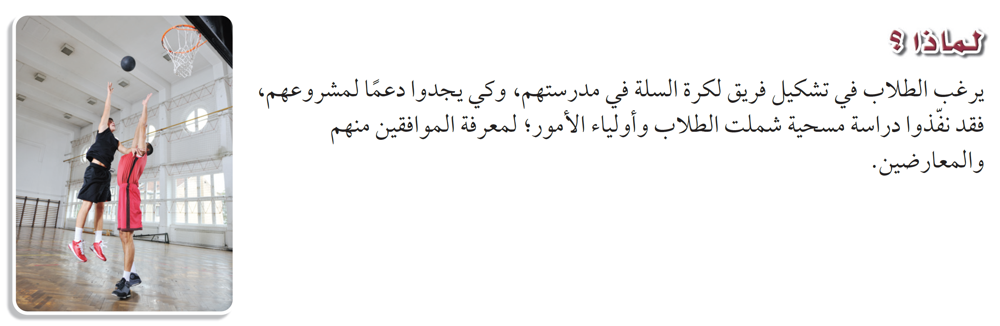 لماذا ؟
يرغب الطلاب في تشكيل فريق لكرة السلة في مدرستهم، وكي يجدوا دعمًا لمشروعهم،
فقد نفّذوا دراسة مسحية شملت الطلاب وأولياء الأمور؛ لمعرفة الموافقين منهم
والمعارضين.